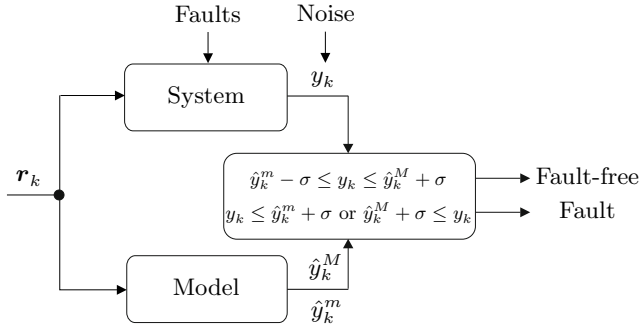 Faults Noise
System
y_k
r_k
ŷ_k^m − σ ≤ y_k ≤ ŷ_k^M + σ
y_k ≤ ŷ_k^m + σ or ŷ_k^M + σ ≤ y_k
Fault-free
Fault
Model
ŷ_k^M
ŷ_k^m